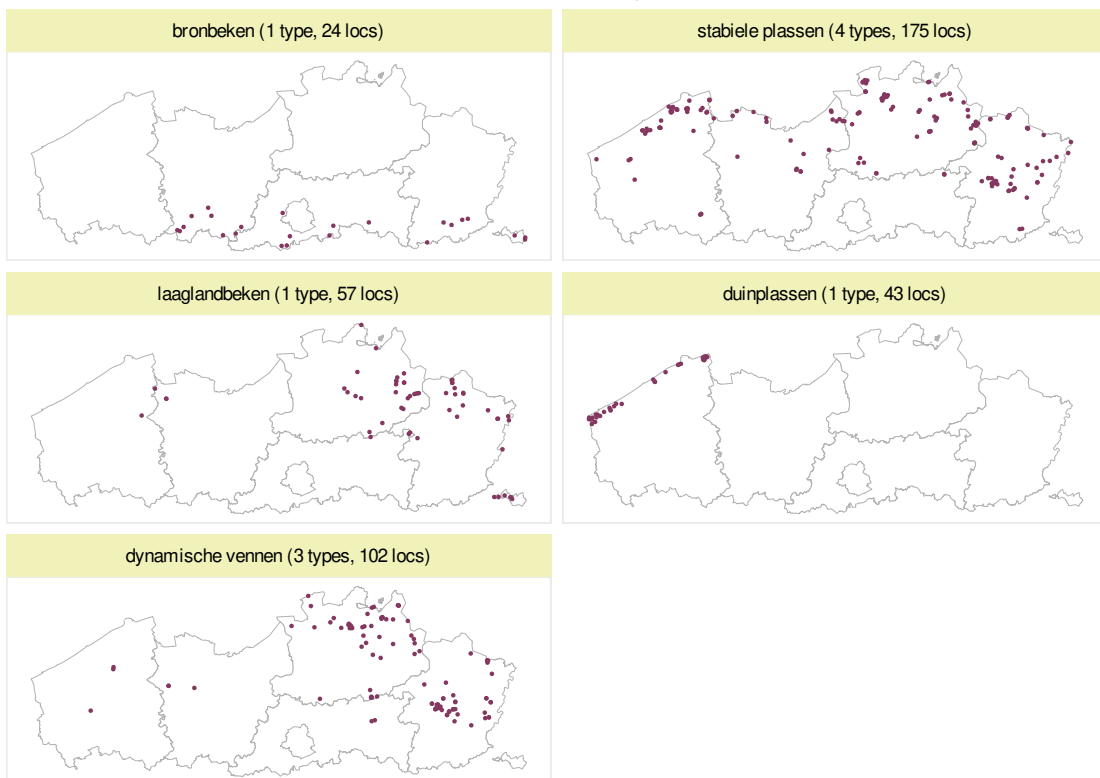 bronbeken (1 type, 24 locs)
stabiele plassen (4 types, 175 locs)
laaglandbeken (1 type, 57 locs)
duinplassen (1 type, 43 locs)
dynamische vennen (3 types, 102 locs)